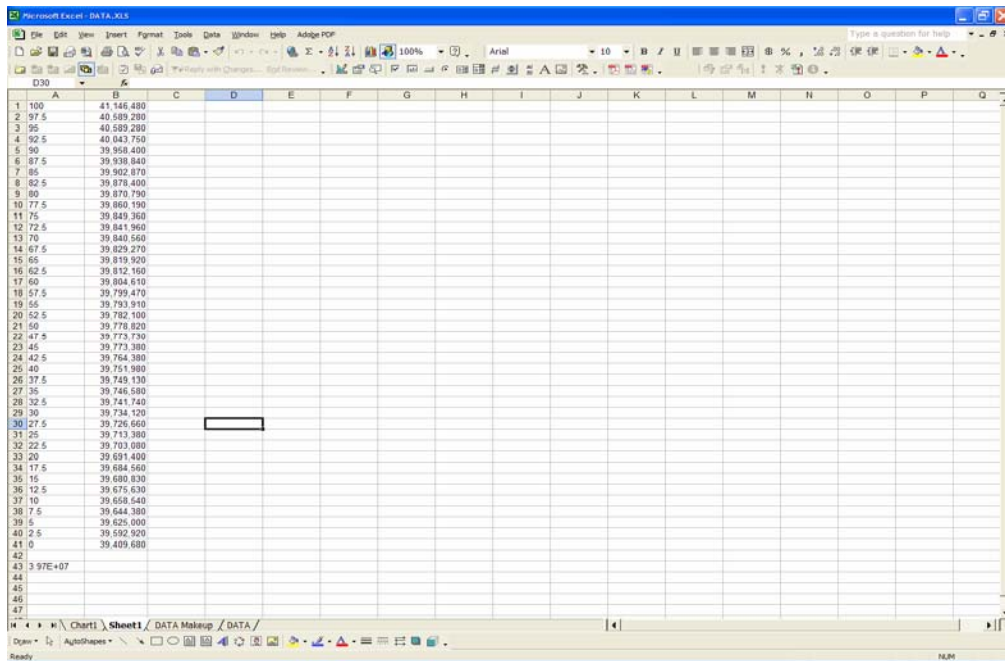 Microsoft Excel - DATA.XLS
File Edit View Insert Format Tools Data Window Help Adobe PDF Type a question for help
100% Arial 10 B I U $ % ,
Reply with Changes... End Review...
D30 fx
A B C D E F G H I J K L M N O P Q
1 100 41,146,480
2 97.5 40,589,280
3 95 40,589,280
4 92.5 40,043,750
5 90 39,958,400
6 87.5 39,938,840
7 85 39,902,870
8 82.5 39,878,400
9 80 39,870,790
10 77.5 39,860,190
11 75 39,849,360
12 72.5 39,841,960
13 70 39,840,560
14 67.5 39,829,270
15 65 39,819,920
16 62.5 39,812,160
17 60 39,804,610
18 57.5 39,799,470
19 55 39,793,910
20 52.5 39,782,100
21 50 39,778,820
22 47.5 39,773,730
23 45 39,773,380
24 42.5 39,764,380
25 40 39,751,980
26 37.5 39,749,130
27 35 39,746,580
28 32.5 39,741,740
29 30 39,734,120
30 27.5 39,726,660
31 25 39,713,380
32 22.5 39,703,080
33 20 39,691,400
34 17.5 39,684,560
35 15 39,680,830
36 12.5 39,675,630
37 10 39,658,540
38 7.5 39,644,380
39 5 39,625,000
40 2.5 39,592,920
41 0 39,409,680
42
43 3.97E+07
44
45
46
47
Chart1 Sheet1 DATA Makeup DATA
Draw AutoShapes
Ready NUM